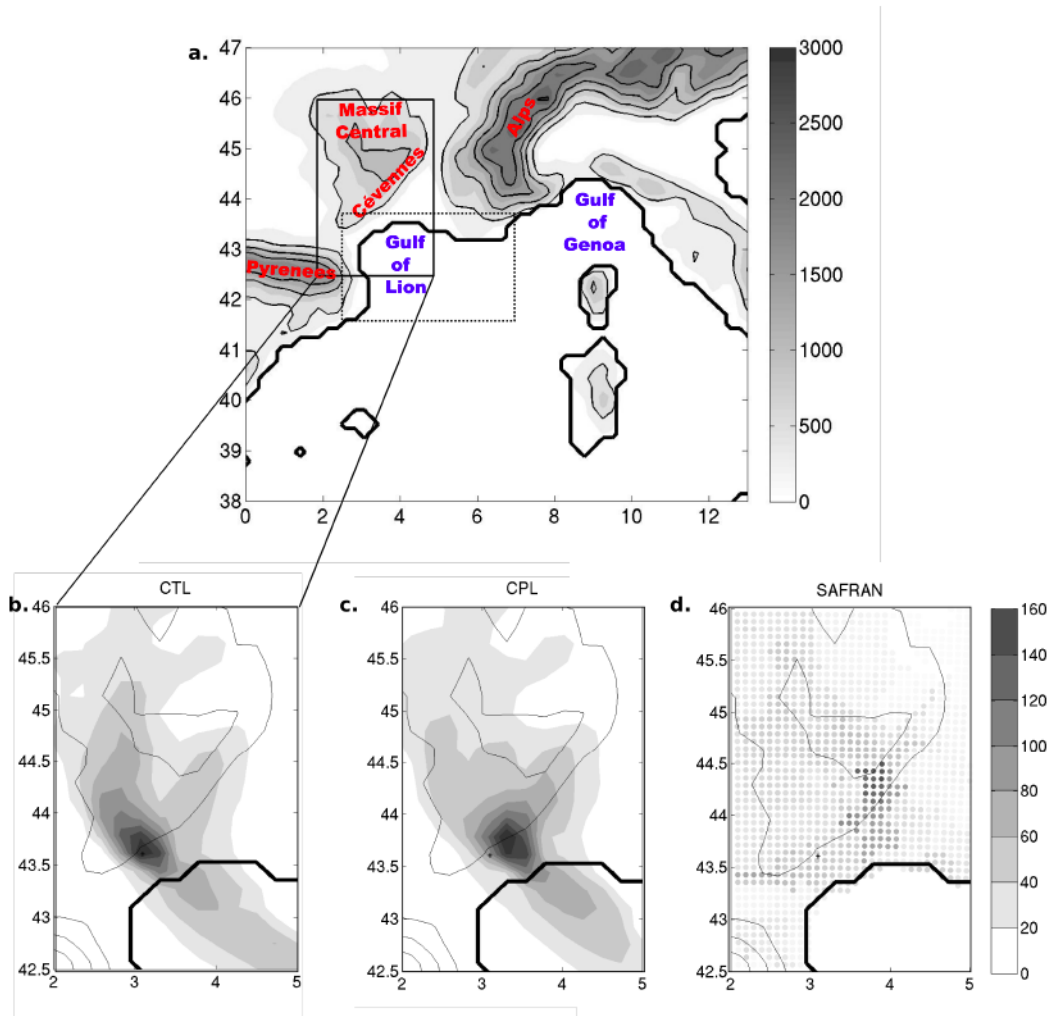 a.
47
46
45
44
43
42
41
40
39
38
0 2 4 6 8 10 12
Massif
Central
Cévennes
Alps
Pyrenees
Gulf
of
Lion
Gulf
of
Genoa
3000
2500
2000
1500
1000
500
0
b.
CTL
46
45.5
45
44.5
44
43.5
43
42.5
2 3 4 5
c.
CPL
46
45.5
45
44.5
44
43.5
43
42.5
2 3 4 5
d.
SAFRAN
46
45.5
45
44.5
44
43.5
43
42.5
2 3 4 5
160
140
120
100
80
60
40
20
0